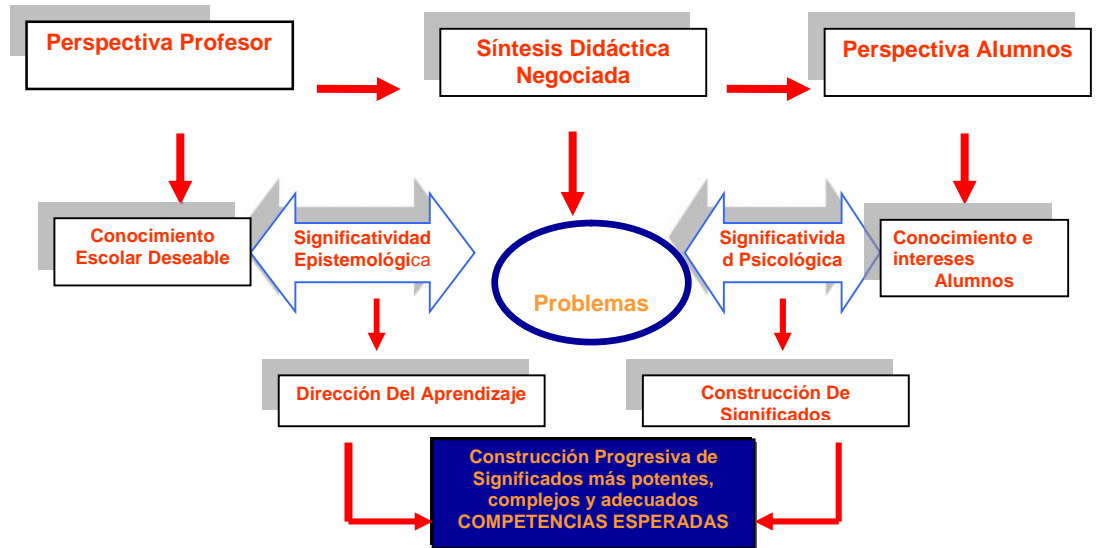 Perspectiva Profesor
Síntesis Didáctica
Negociada
Perspectiva Alumnos
Conocimiento
Escolar Deseable
Significatividad
Epistemológica
Problemas
Significativida
d Psicológica
Conocimiento e
intereses
Alumnos
Dirección Del Aprendizaje
Construcción De
Significados
Construcción Progresiva de
Significados más potentes,
complejos y adecuados
COMPETENCIAS ESPERADAS